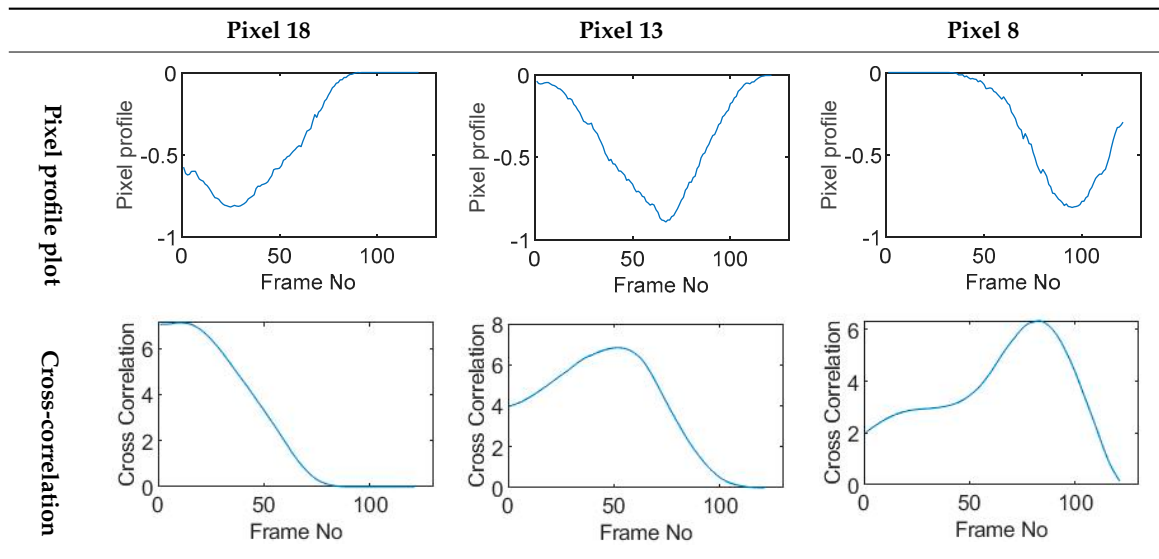 Pixel 18 Pixel 13 Pixel 8
Pixel profile plot
Pixel profile
0
-0.5
-1
0 50 100
Frame No
Pixel profile
0
-0.5
-1
0 50 100
Frame No
Pixel profile
0
-0.5
-1
0 50 100
Frame No
Cross-correlation
Cross Correlation
6
4
2
0
0 50 100
Frame No
Cross Correlation
8
6
4
2
0
0 50 100
Frame No
Cross Correlation
6
4
2
0
0 50 100
Frame No